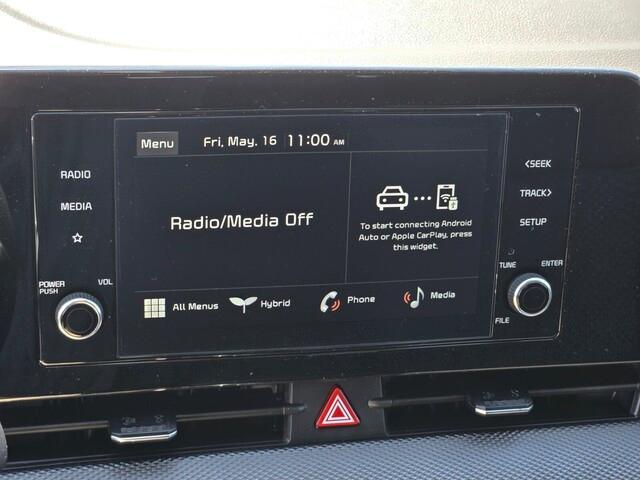 Menu
Fri, May. 16 11:00 AM
Radio/Media Off
To start connecting Android
Auto or Apple CarPlay, press
this widget.
All Menus
Hybrid
Phone
Media
RADIO
MEDIA
POWER
PUSH
VOL
<SEEK
TRACK>
SETUP
TUNE
ENTER
FILE